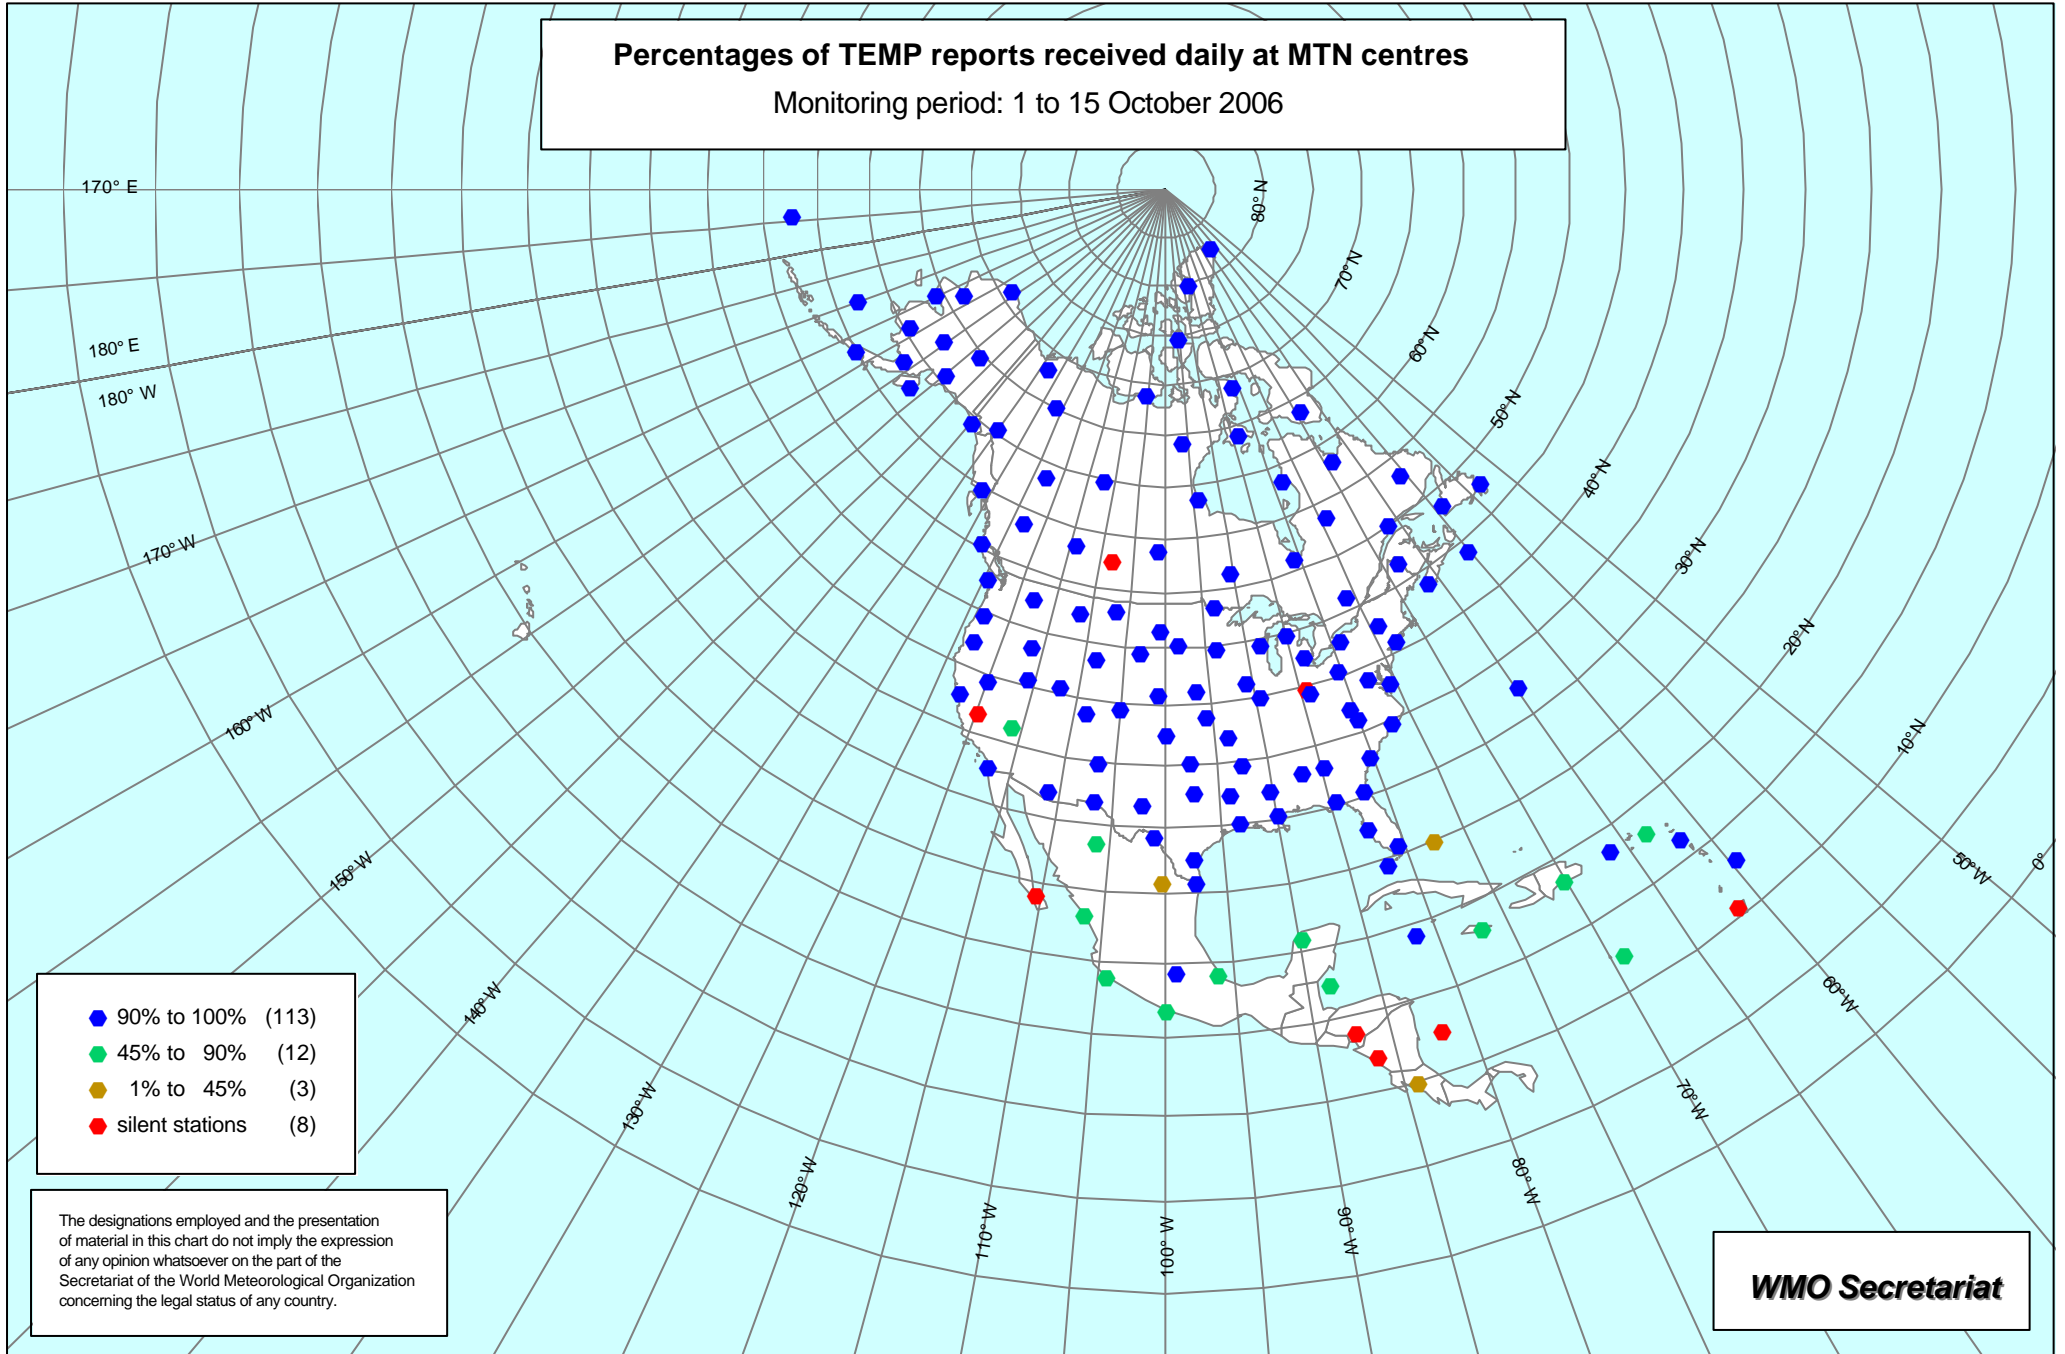 Percentages of TEMP reports received daily at MTN centres
Monitoring period: 1 to 15 October 2006
170° E
180° E
180° W
170° W
160° W
150° W
140° W
130° W
120° W
110° W
100° W
90° W
80° W
70° W
60° W
50° W
0°
10° N
20° N
30° N
40° N
50° N
60° N
70° N
80° N
90% to 100% (113)
45% to 90% (12)
1% to 45% (3)
silent stations (8)
The designations employed and the presentation
of material in this chart do not imply the expression
of any opinion whatsoever on the part of the
Secretariat of the World Meteorological Organization
concerning the legal status of any country.
WMO Secretariat